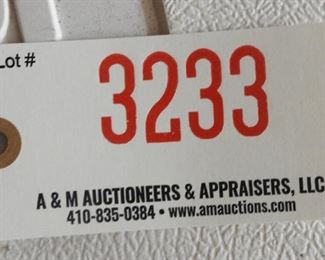 Lot #
3233
A & M AUCTIONEERS & APPRAISERS, LLC
410-835-0384 • www.amauctions.com